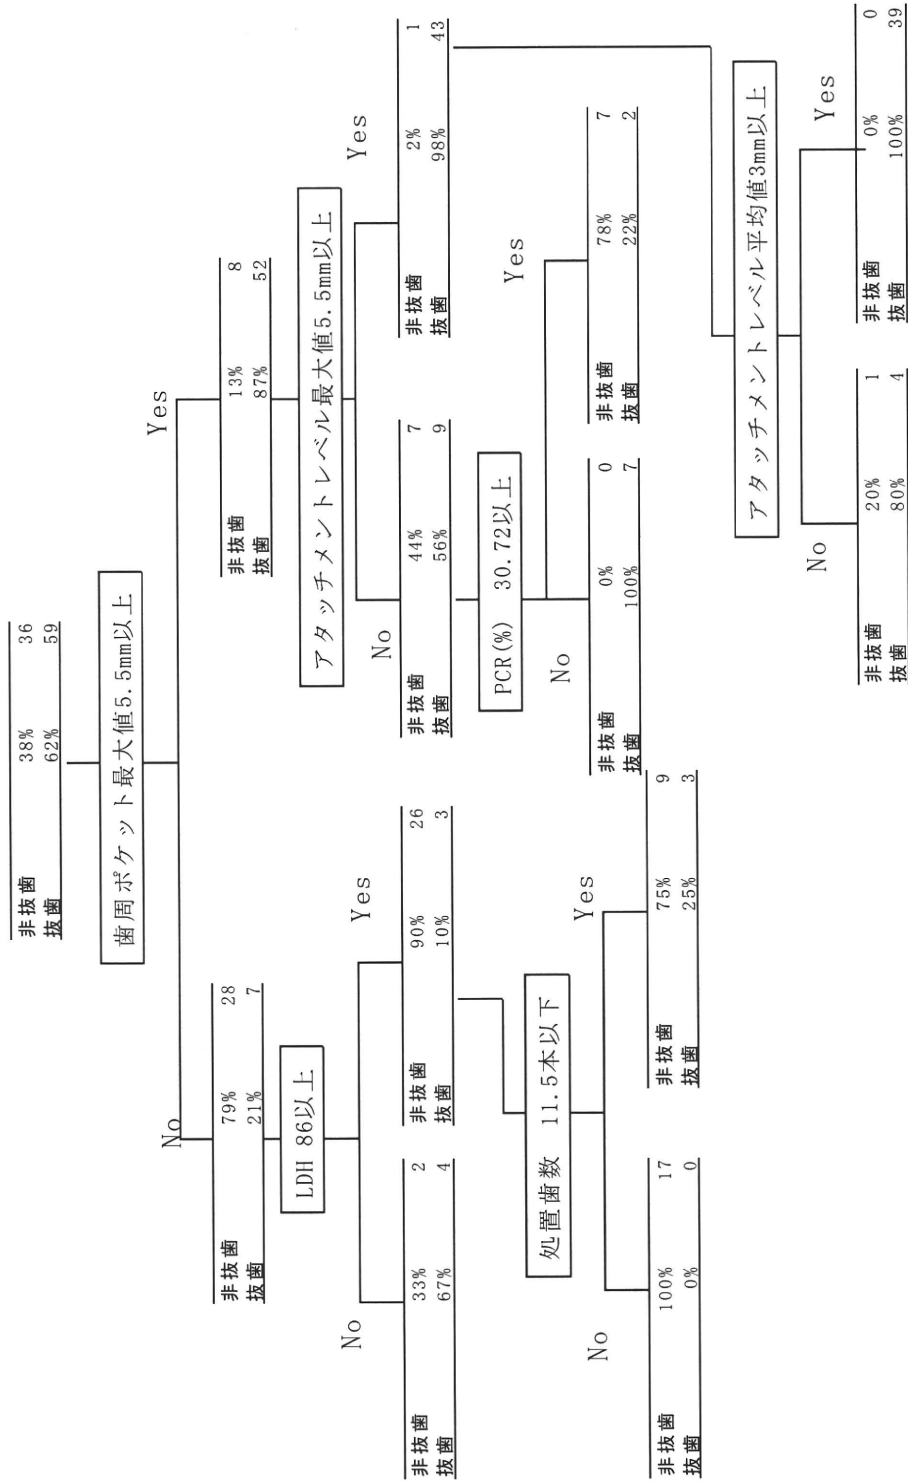 非抜歯 38% 36
抜歯 62% 59
歯周ポケット最大値5.5mm以上
No
Yes
非抜歯 79% 28
抜歯 21% 7
非抜歯 13% 8
抜歯 87% 52
LDH 86以上
アタッチメントレベル最大値5.5mm以上
No
Yes
No
Yes
非抜歯 33% 2
抜歯 67% 4
非抜歯 90% 26
抜歯 10% 3
非抜歯 44% 7
抜歯 56% 9
非抜歯 2% 1
抜歯 98% 43
処置歯数 11.5本以下
PCR(%) 30.72以上
No
Yes
No
Yes
非抜歯 0% 0
抜歯 100% 7
非抜歯 78% 7
抜歯 22% 2
非抜歯 100% 17
抜歯 0% 0
非抜歯 75% 9
抜歯 25% 3
アタッチメントレベル平均値3mm以上
No
Yes
非抜歯 20% 1
抜歯 80% 4
非抜歯 0% 0
抜歯 100% 39